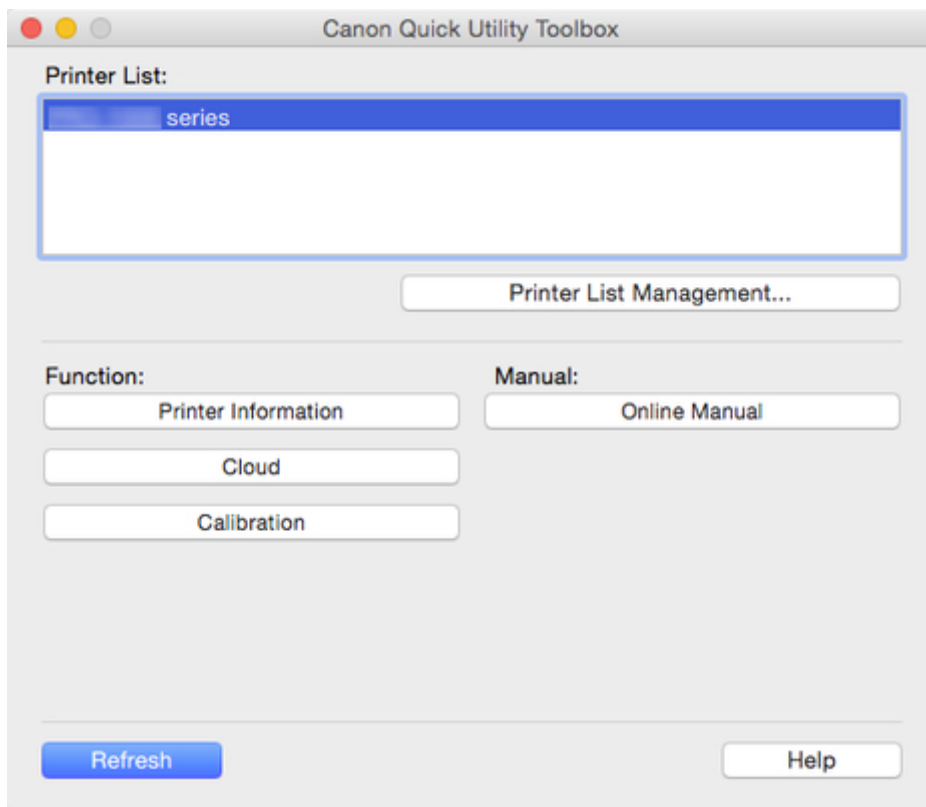 Canon Quick Utility Toolbox
Printer List:
series
Printer List Management...
Function:
Manual:
Printer Information
Online Manual
Cloud
Calibration
Refresh
Help